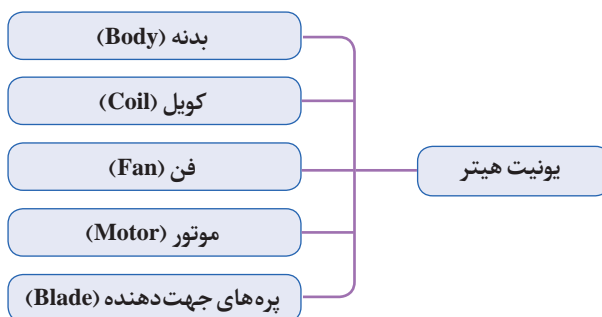 یونیت هیتر
بدنه (Body)
کویل (Coil)
فن (Fan)
موتور (Motor)
پره‌های جهت‌دهنده (Blade)